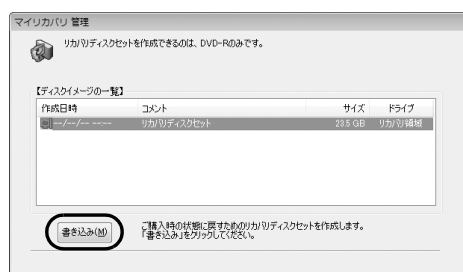 マイリカバリ 管理
リカバリディスクセットを作成できるのは、DVD-Rのみです。
【ディスクイメージの一覧】
作成日時 コメント サイズ ドライブ
--/--/-- --:-- リカバリディスクセット 23.5 GB リカバリ領域
書き込み(M)
ご購入時の状態に戻すためのリカバリディスクセットを作成します。
「書き込み」をクリックしてください。